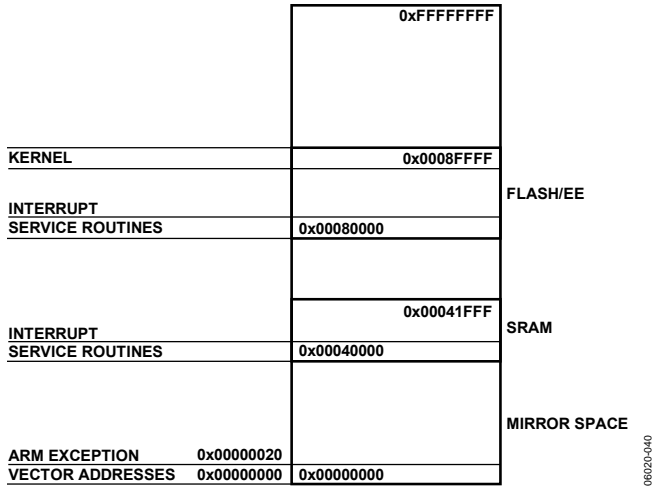 0xFFFFFFFF
KERNEL 0x0008FFFF
FLASH/EE
INTERRUPT
SERVICE ROUTINES 0x00080000
0x00041FFF
SRAM
INTERRUPT
SERVICE ROUTINES 0x00040000
MIRROR SPACE
ARM EXCEPTION 0x00000020
VECTOR ADDRESSES 0x00000000 0x00000000
06020-040